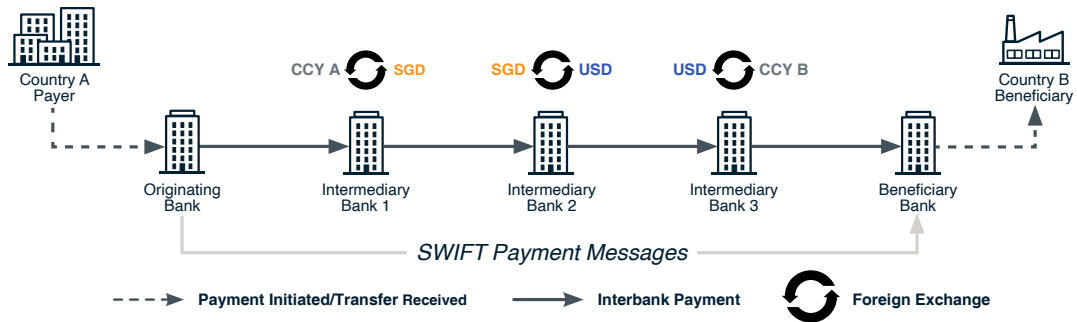 CCY A SGD
SGD USD
USD CCY B
Country A
Payer
Country B
Beneficiary
Originating
Bank
Intermediary
Bank 1
Intermediary
Bank 2
Intermediary
Bank 3
Beneficiary
Bank
SWIFT Payment Messages
Payment Initiated/Transfer Received
Interbank Payment
Foreign Exchange